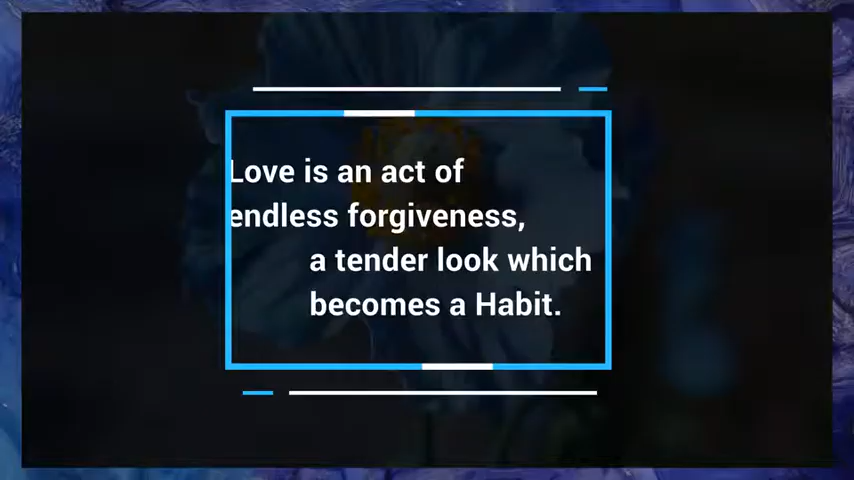 Love is an act of
endless forgiveness,
a tender look which
becomes a Habit.